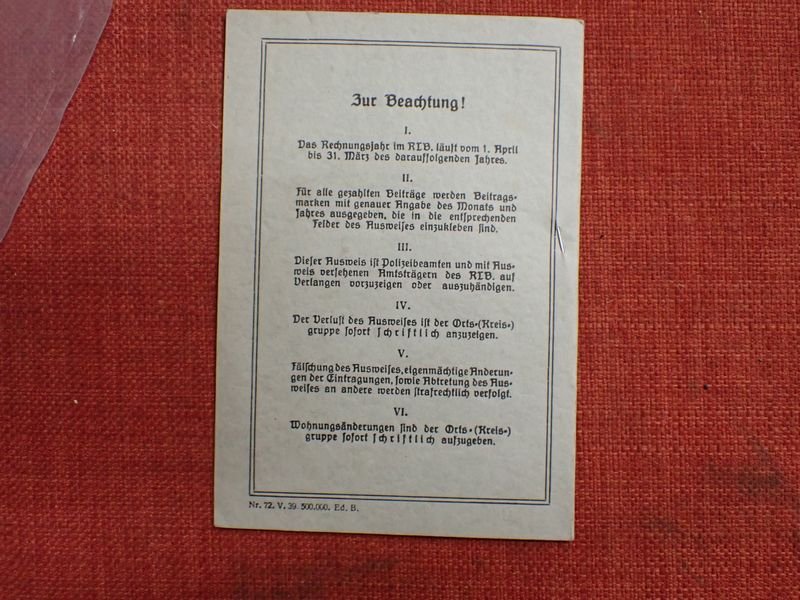 Zur Beachtung!
I.
Das Rechnungsjahr im RLB. läuft vom 1. April
bis 31. März des darauffolgenden Jahres.
II.
Für alle gezahlten Beiträge werden Beitrags-
marken mit genauer Angabe des Monats und
Jahres ausgegeben, die in die entsprechenden
Felder des Ausweises einzukleben sind.
III.
Dieser Ausweis ist Polizeibeamten und mit Aus-
weis versehenen Amtsträgern des RLB. auf
Verlangen vorzuzeigen oder auszuhändigen.
IV.
Der Verlust des Ausweises ist der Orts-(Kreis-)
gruppe sofort schriftlich anzuzeigen.
V.
Fälschung des Ausweises, eigenmächtige Änderun-
gen der Eintragungen, sowie Abtretung des Aus-
weises an andere werden strafrechtlich verfolgt.
VI.
Wohnungsänderungen sind der Orts-(Kreis-)
gruppe sofort schriftlich aufzugeben.
Nr. 72. V. 39. 500.000. Ed. B.